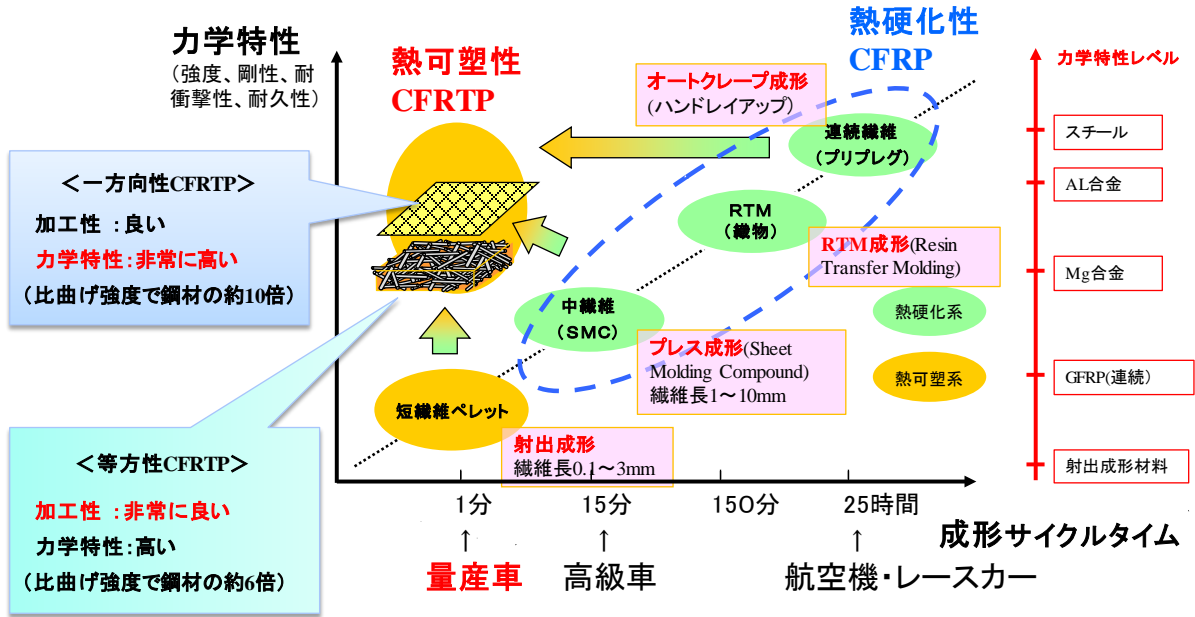 力学特性
（強度、剛性、耐
衝撃性、耐久性）
熱可塑性
CFRTP
熱硬化性
CFRP
オートクレーブ成形
(ハンドレイアップ）
連続繊維
（プリプレグ）
RTM
（織物）
RTM成形(Resin
Transfer Molding)
中繊維
（SMC）
プレス成形(Sheet
Molding Compound)
繊維長1～10mm
短繊維ペレット
射出成形
繊維長0.1～3mm
熱硬化系
熱可塑系
＜一方向性CFRTP＞
加工性 ：良い
力学特性：非常に高い
（比曲げ強度で鋼材の約10倍）
＜等方性CFRTP＞
加工性 ：非常に良い
力学特性：高い
（比曲げ強度で鋼材の約6倍）
力学特性レベル
スチール
AL合金
Mg合金
GFRP(連続）
射出成形材料
1分
15分
150分
25時間
成形サイクルタイム
↑
↑
↑
量産車
高級車
航空機・レースカー